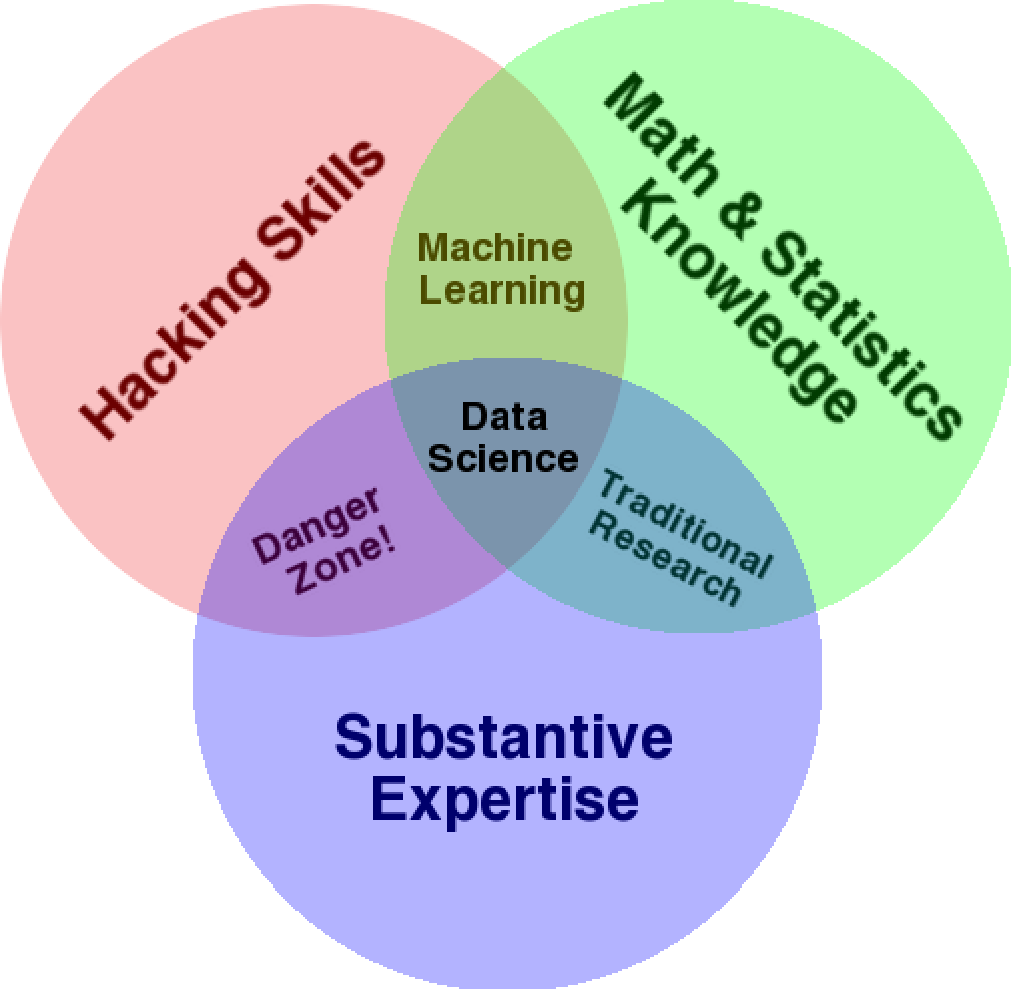 Hacking Skills
Math & Statistics
Knowledge
Machine
Learning
Data
Science
Danger
Zone!
Traditional
Research
Substantive
Expertise